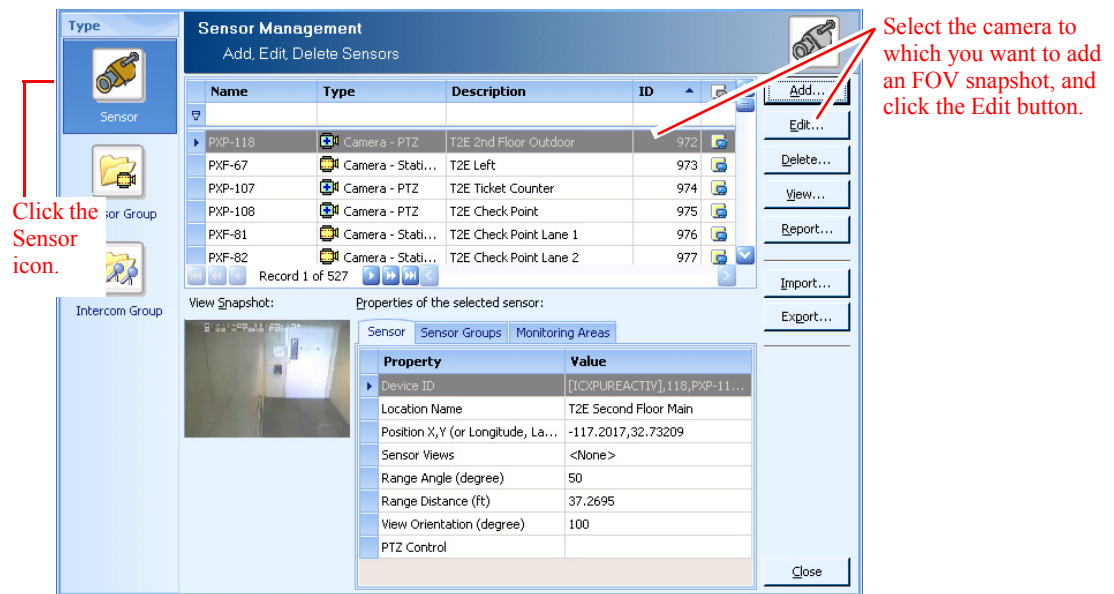 Type
Sensor
sor Group
Intercom Group
Click the
Sensor
icon.
Sensor Management
Add, Edit, Delete Sensors
Name Type Description ID
PXP-118 Camera - PTZ T2E 2nd Floor Outdoor 972
PXF-67 Camera - Stati... T2E Left 973
PXP-107 Camera - PTZ T2E Ticket Counter 974
PXP-108 Camera - PTZ T2E Check Point 975
PXF-81 Camera - Stati... T2E Check Point Lane 1 976
PXF-82 Camera - Stati... T2E Check Point Lane 2 977
Record 1 of 527
View Snapshot:
Properties of the selected sensor:
Sensor Sensor Groups Monitoring Areas
Property Value
Device ID [ICXPUREACTIV],118,PXP-11...
Location Name T2E Second Floor Main
Position X,Y (or Longitude, La... -117.2017,32.73209
Sensor Views <None>
Range Angle (degree) 50
Range Distance (ft) 37.2695
View Orientation (degree) 100
PTZ Control
Add...
Edit...
Delete...
View...
Report...
Import...
Export...
Close
Select the camera to
which you want to add
an FOV snapshot, and
click the Edit button.